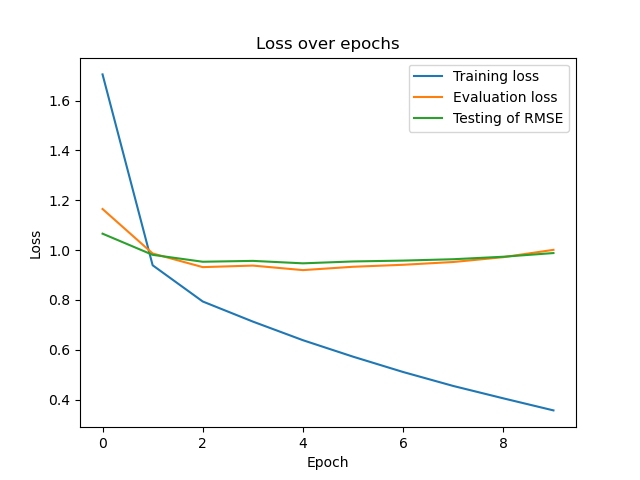 Loss over epochs
Training loss
Evaluation loss
Testing of RMSE
1.6
1.4
1.2
1.0
0.8
0.6
0.4
Loss
0 2 4 6 8
Epoch